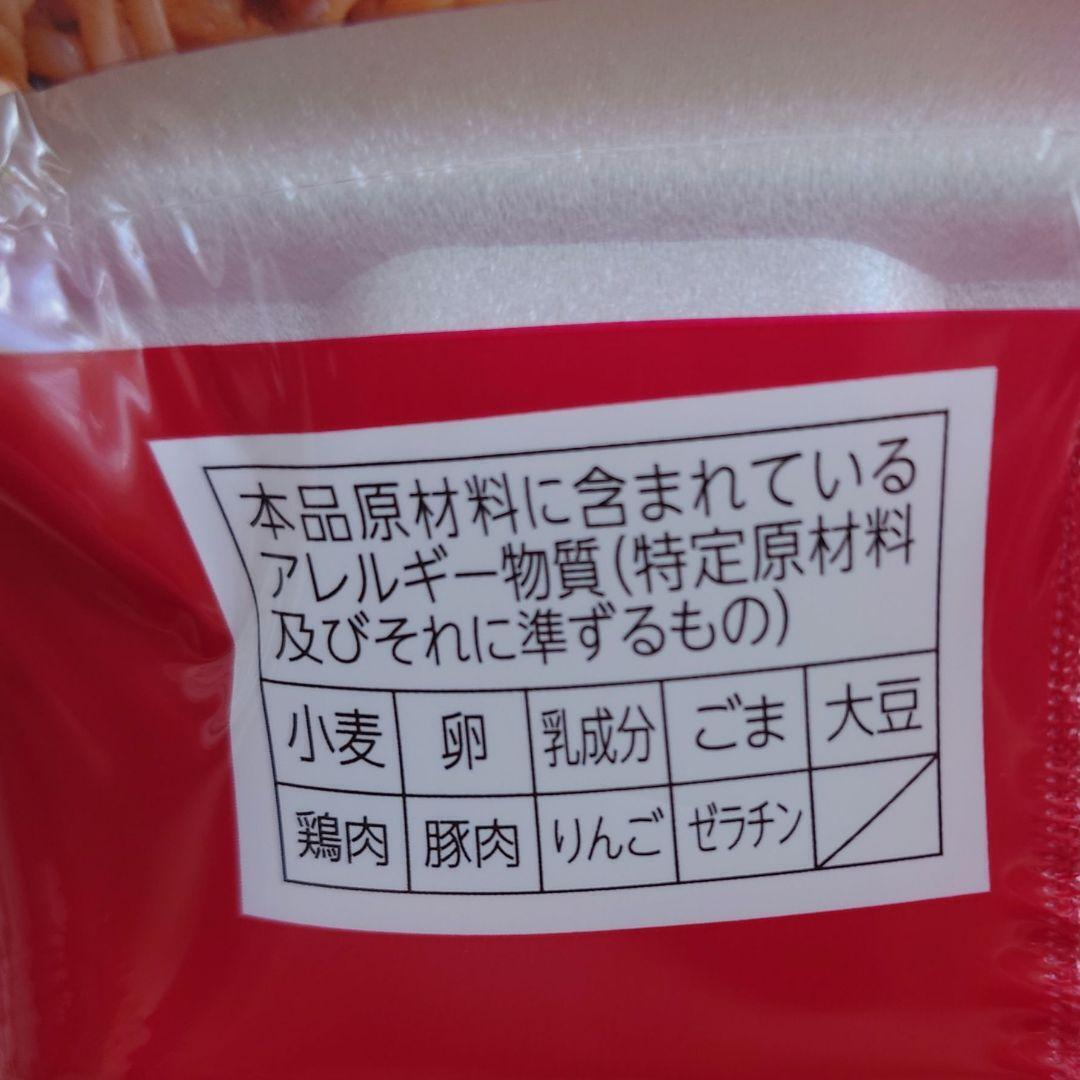 本品原材料に含まれている
アレルギー物質(特定原材料
及びそれに準ずるもの)
小麦 卵 乳成分 ごま 大豆
鶏肉 豚肉 りんご ゼラチン